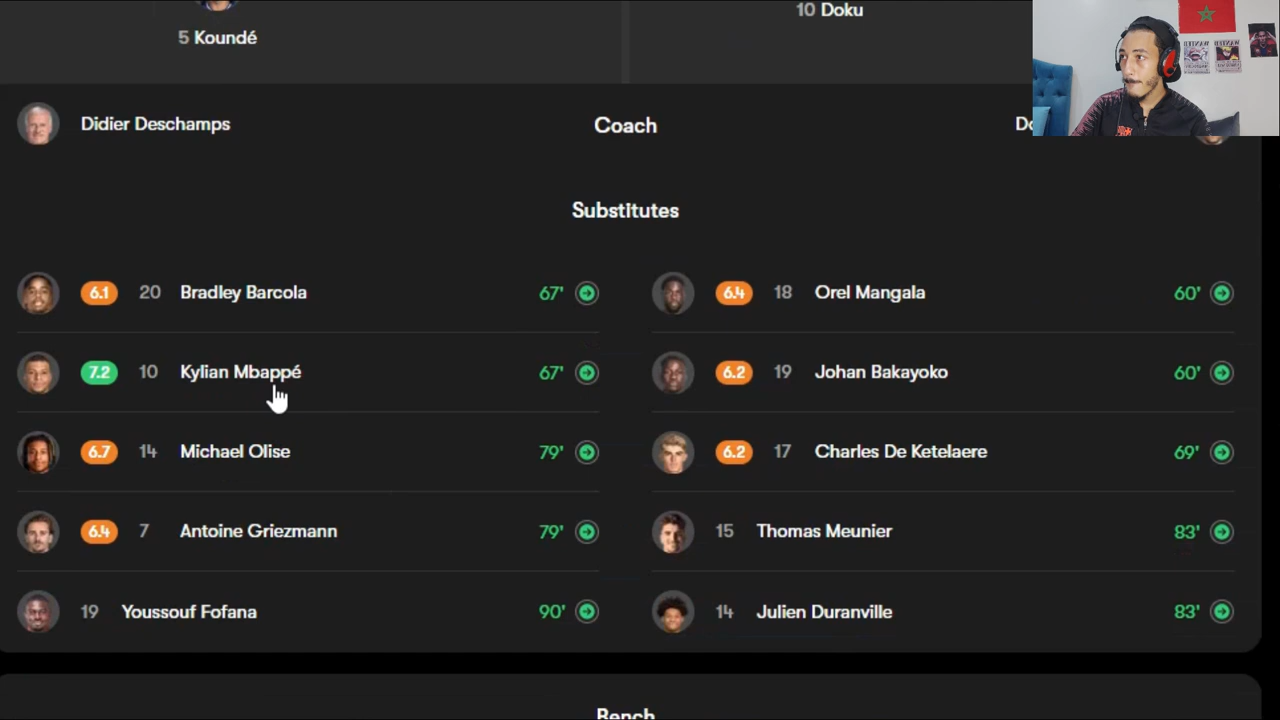 5 Koundé
10 Doku
Didier Deschamps
Coach
Do
Substitutes
6.1 20 Bradley Barcola 67'
6.4 18 Orel Mangala 60'
7.2 10 Kylian Mbappé 67'
6.2 19 Johan Bakayoko 60'
6.7 14 Michael Olise 79'
6.2 17 Charles De Ketelaere 69'
6.4 7 Antoine Griezmann 79'
15 Thomas Meunier 83'
19 Youssouf Fofana 90'
14 Julien Duranville 83'
Bench